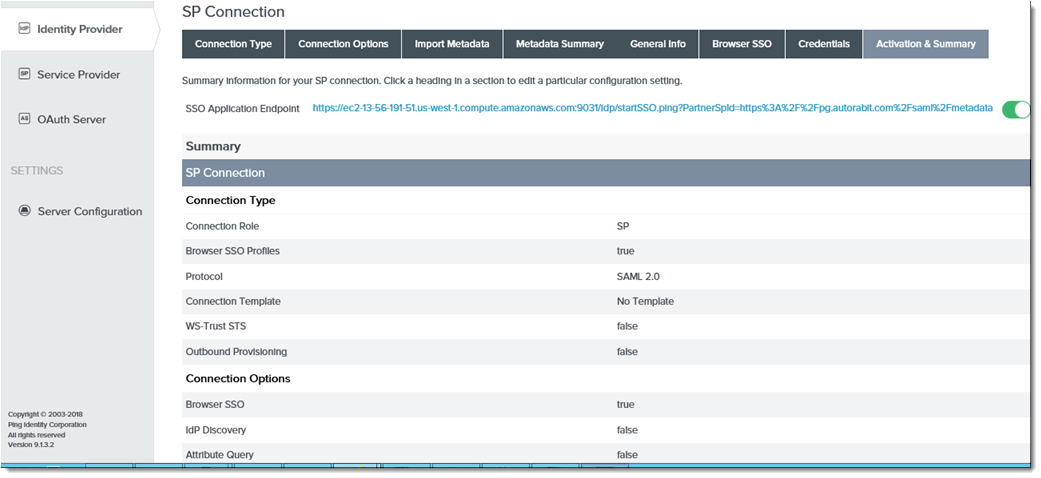 SP Connection
IdP Identity Provider
SP Service Provider
AS OAuth Server
SETTINGS
Server Configuration
Copyright © 2003-2018
Ping Identity Corporation
All rights reserved
Version 9.1.3.2
Connection Type Connection Options Import Metadata Metadata Summary General Info Browser SSO Credentials Activation & Summary
Summary information for your SP connection. Click a heading in a section to edit a particular configuration setting.
SSO Application Endpoint https://ec2-13-56-191-51.us-west-1.compute.amazonaws.com:9031/idp/startSSO.ping?PartnerSpId=https%3A%2F%2Fpg.autorabit.com%2Fsaml%2Fmetadata
Summary
SP Connection
Connection Type
Connection Role SP
Browser SSO Profiles true
Protocol SAML 2.0
Connection Template No Template
WS-Trust STS false
Outbound Provisioning false
Connection Options
Browser SSO true
IdP Discovery false
Attribute Query false